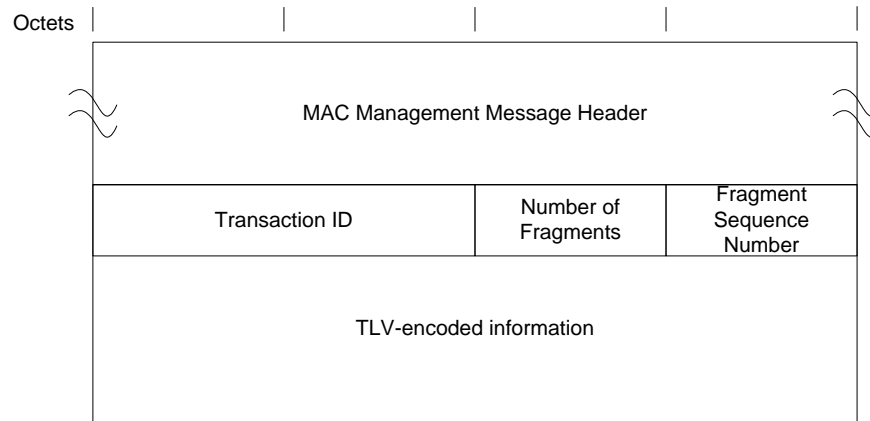 Octets
MAC Management Message Header
Transaction ID
Number of
Fragments
Fragment
Sequence
Number
TLV-encoded information